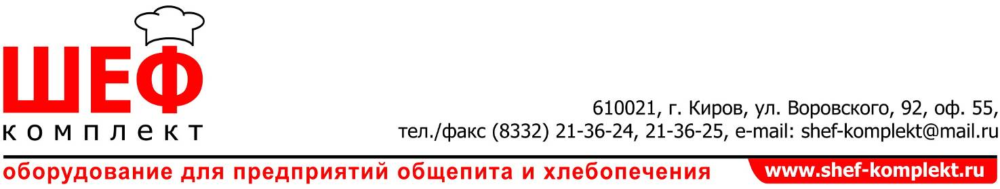 ШЕФ
комплект
610021, г. Киров, ул. Воровского, 92, оф. 55,
тел./факс (8332) 21-36-24, 21-36-25, e-mail: shef-komplekt@mail.ru
оборудование для предприятий общепита и хлебопечения
www.shef-komplekt.ru